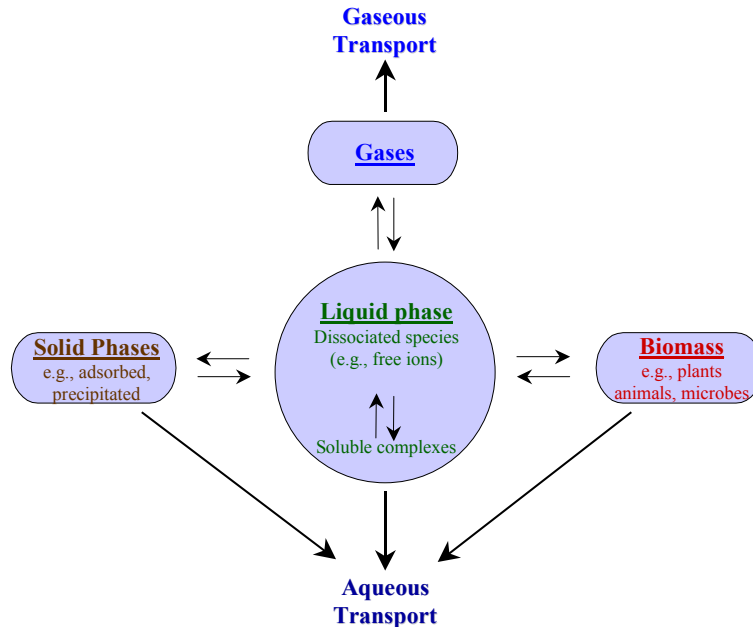 Gaseous
Transport
Gases
Liquid phase
Dissociated species
(e.g., free ions)
Soluble complexes
Solid Phases
e.g., adsorbed,
precipitated
Biomass
e.g., plants
animals, microbes
Aqueous
Transport